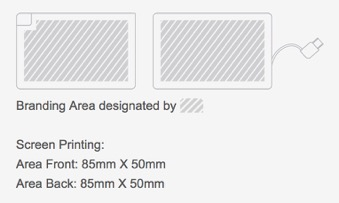 Branding Area designated by
Screen Printing:
Area Front: 85mm X 50mm
Area Back: 85mm X 50mm